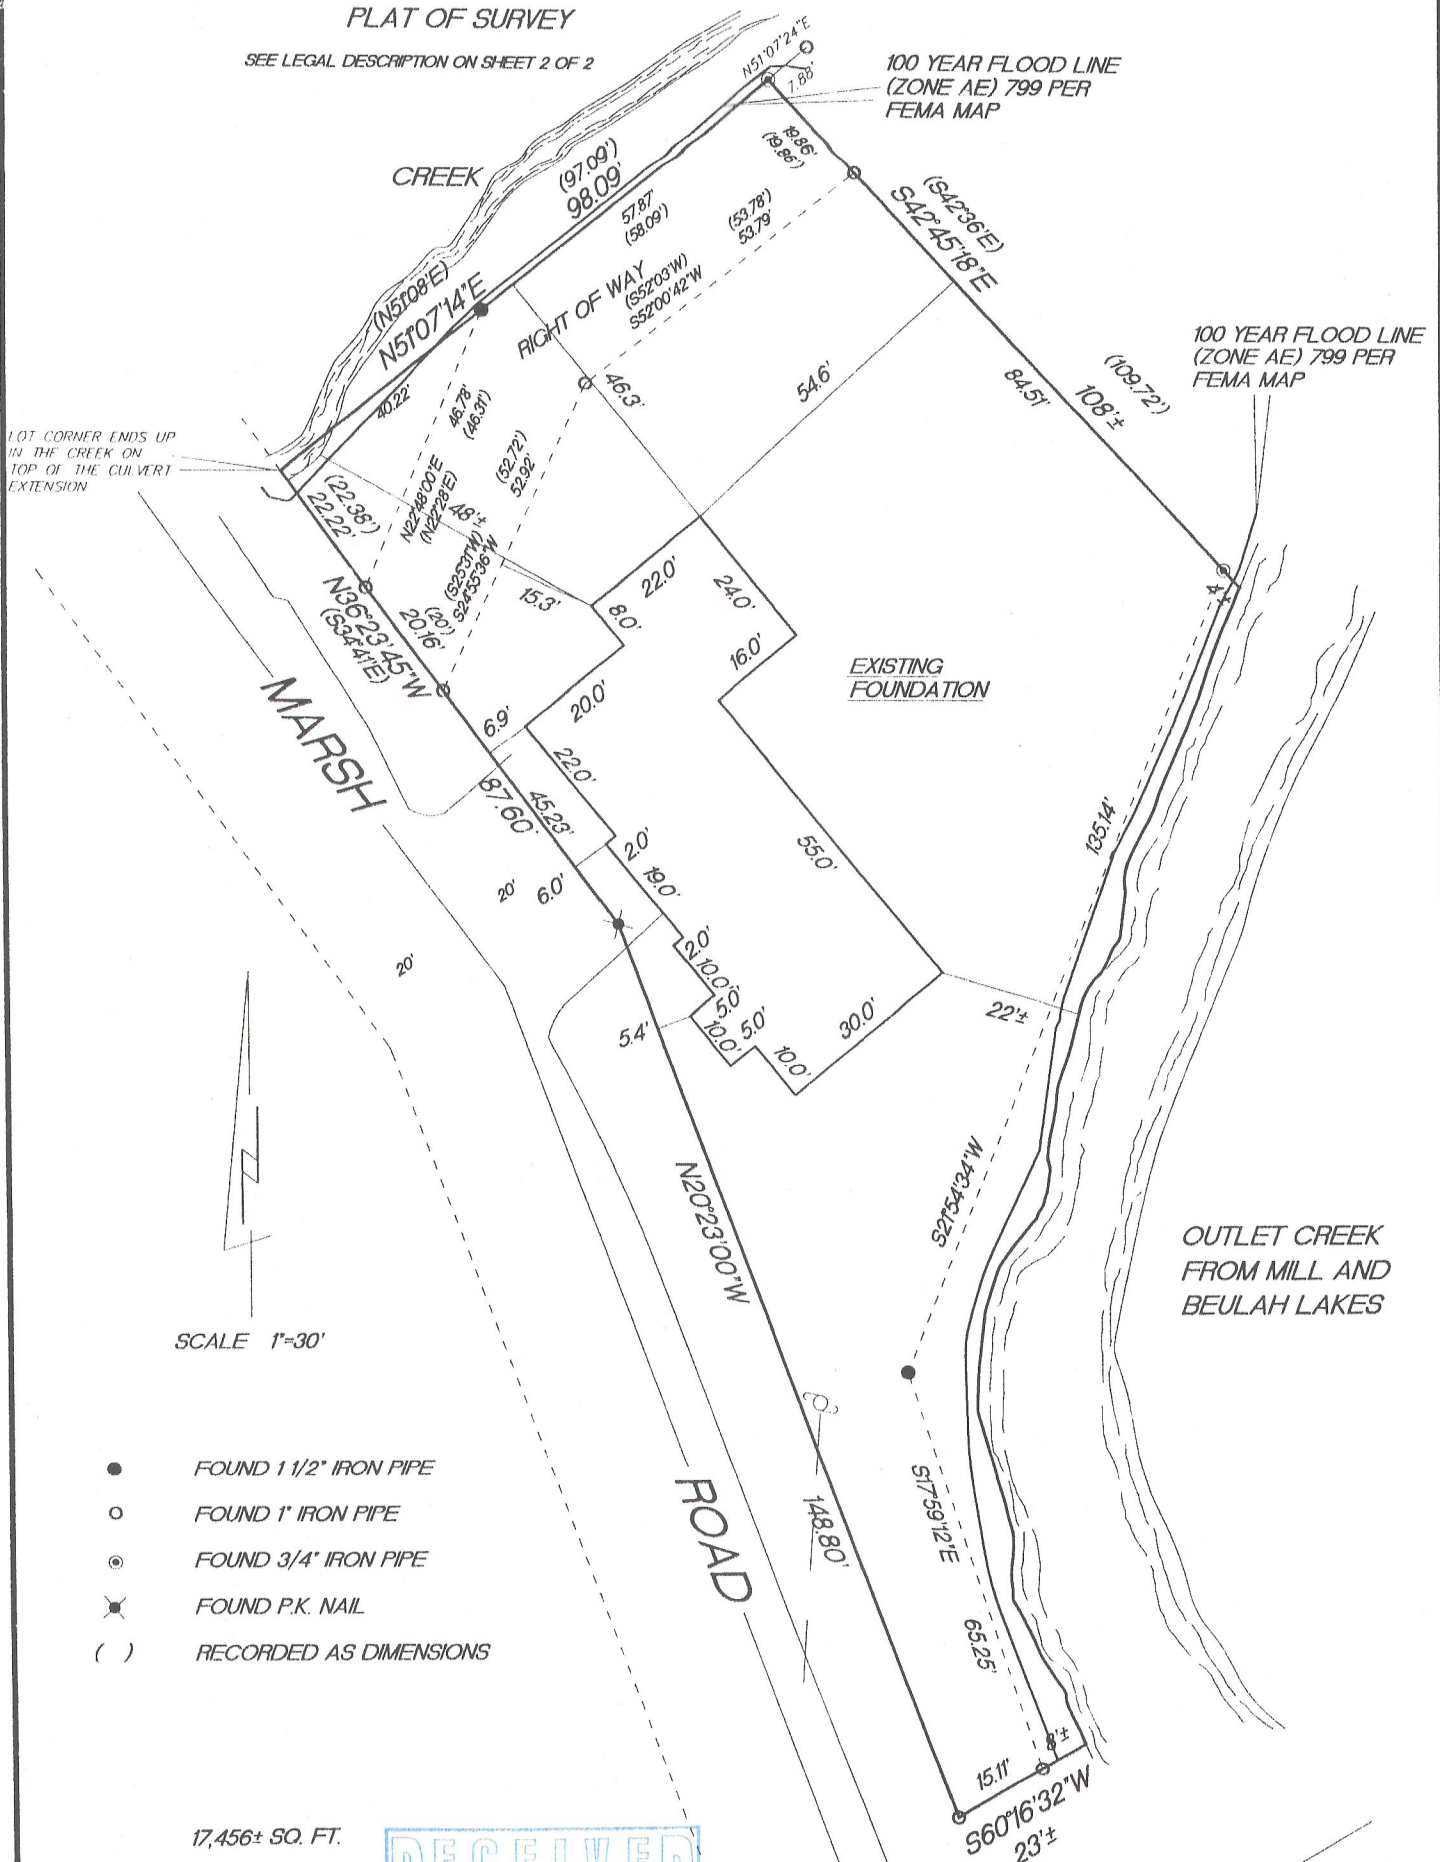 PLAT OF SURVEY
SEE LEGAL DESCRIPTION ON SHEET 2 OF 2
N51°07'24"E
7.88'
100 YEAR FLOOD LINE
(ZONE AE) 799 PER
FEMA MAP
CREEK
(97.09')
98.09'
57.87'
(58.09')
19.86'
(19.86')
(53.78')
53.79'
(S42°36'E)
S42°45'18"E
(N51°08'E)
N51°07'14"E
RIGHT OF WAY
(S52°03'W)
S52°00'42"W
100 YEAR FLOOD LINE
(ZONE AE) 799 PER
FEMA MAP
40.22'
46.78'
(46.31')
46.3'
54.6'
84.51'
(109.72')
108'±
LOT CORNER ENDS UP
IN THE CREEK ON
TOP OF THE CULVERT
EXTENSION
(22.38')
22.22'
N22°48'00"E
(N22°28'E)
(52.72')
52.92'
48'±
(S25°31'W)
S24°55'36"W
15.3'
22.0'
8.0'
24.0'
16.0'
4'±
N36°23'45"W
(S34°41'E)
(20')
20.16'
EXISTING
FOUNDATION
MARSH
6.9'
20.0'
22.0'
87.60'
45.23'
2.0'
19.0'
20'
6.0'
55.0'
135.14'
20'
2.0'
10.0'
5.0'
10.0'
5.0'
10.0'
30.0'
5.4'
22'±
N20°23'00"W
S21°54'34"W
OUTLET CREEK
FROM MILL AND
BEULAH LAKES
SCALE 1"=30'
FOUND 1 1/2" IRON PIPE
FOUND 1" IRON PIPE
FOUND 3/4" IRON PIPE
FOUND P.K. NAIL
( ) RECORDED AS DIMENSIONS
ROAD
148.80'
S17°59'12"E
65.25'
8'±
15.11'
S60°16'32"W
23'±
17,456± SQ. FT.
RECEIVED